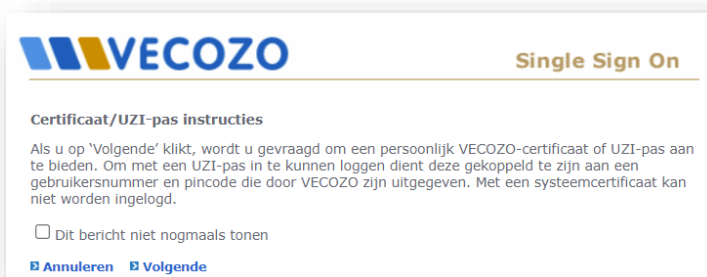 VECOZO
Single Sign On
Certificaat/UZI-pas instructies
Als u op ‘Volgende’ klikt, wordt u gevraagd om een persoonlijk VECOZO-certificaat of UZI-pas aan
te bieden. Om met een UZI-pas in te kunnen loggen dient deze gekoppeld te zijn aan een
gebruikersnummer en pincode die door VECOZO zijn uitgegeven. Met een systeemcertificaat kan
niet worden ingelogd.
Dit bericht niet nogmaals tonen
Annuleren Volgende